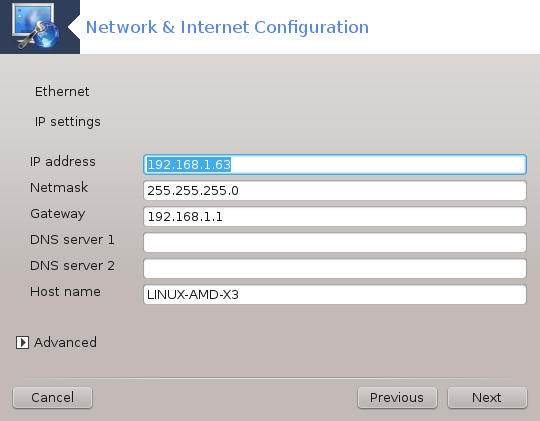 Network & Internet Configuration
Ethernet
IP settings
IP address 192.168.1.63
Netmask 255.255.255.0
Gateway 192.168.1.1
DNS server 1
DNS server 2
Host name LINUX-AMD-X3
Advanced
Cancel Previous Next